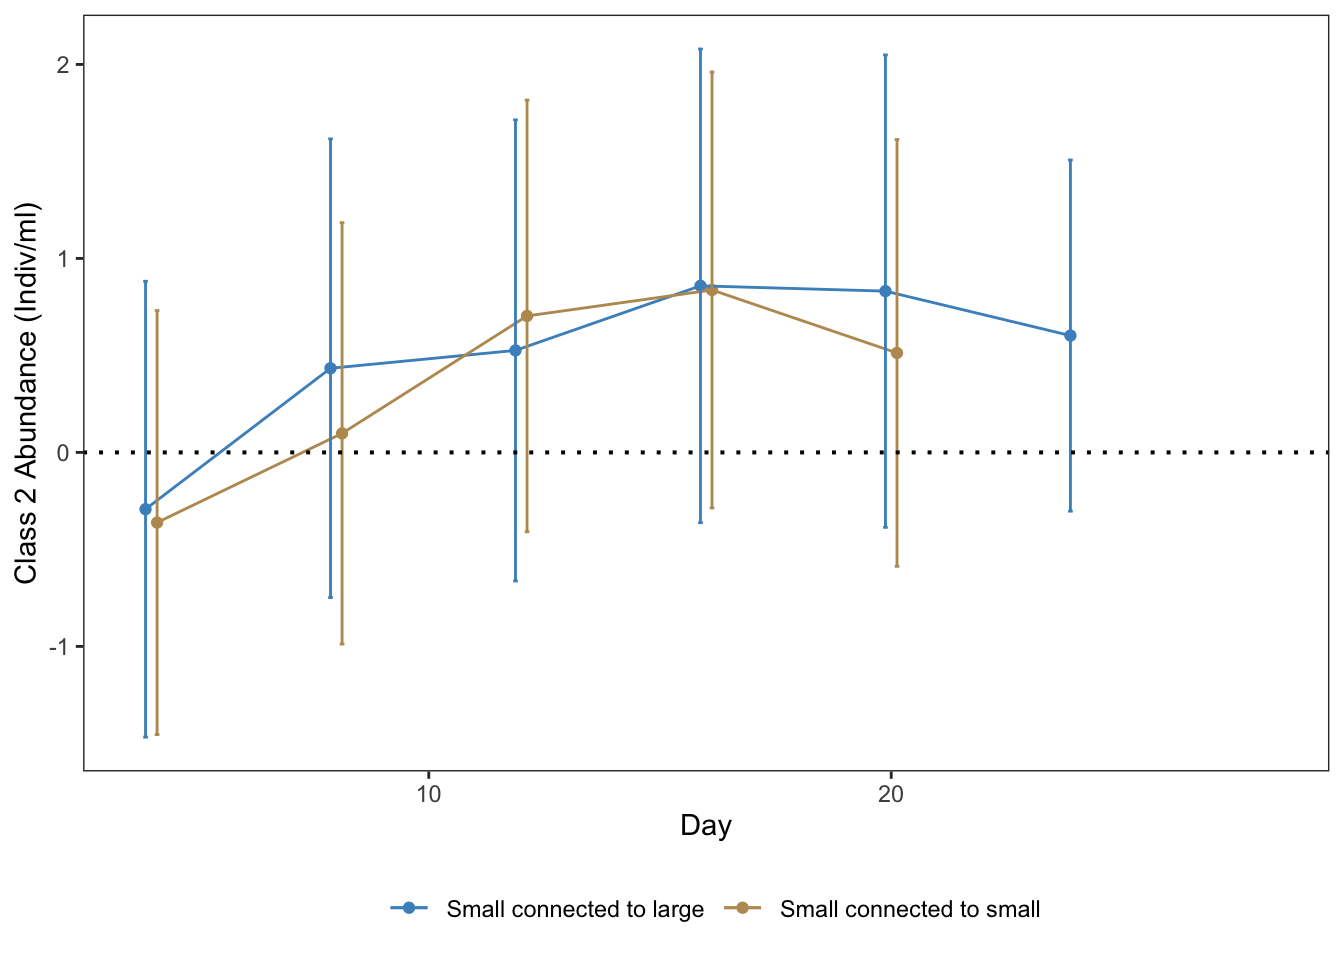 2
1
0
-1
Class 2 Abundance (Indiv/ml)
10 20
Day
Small connected to large Small connected to small